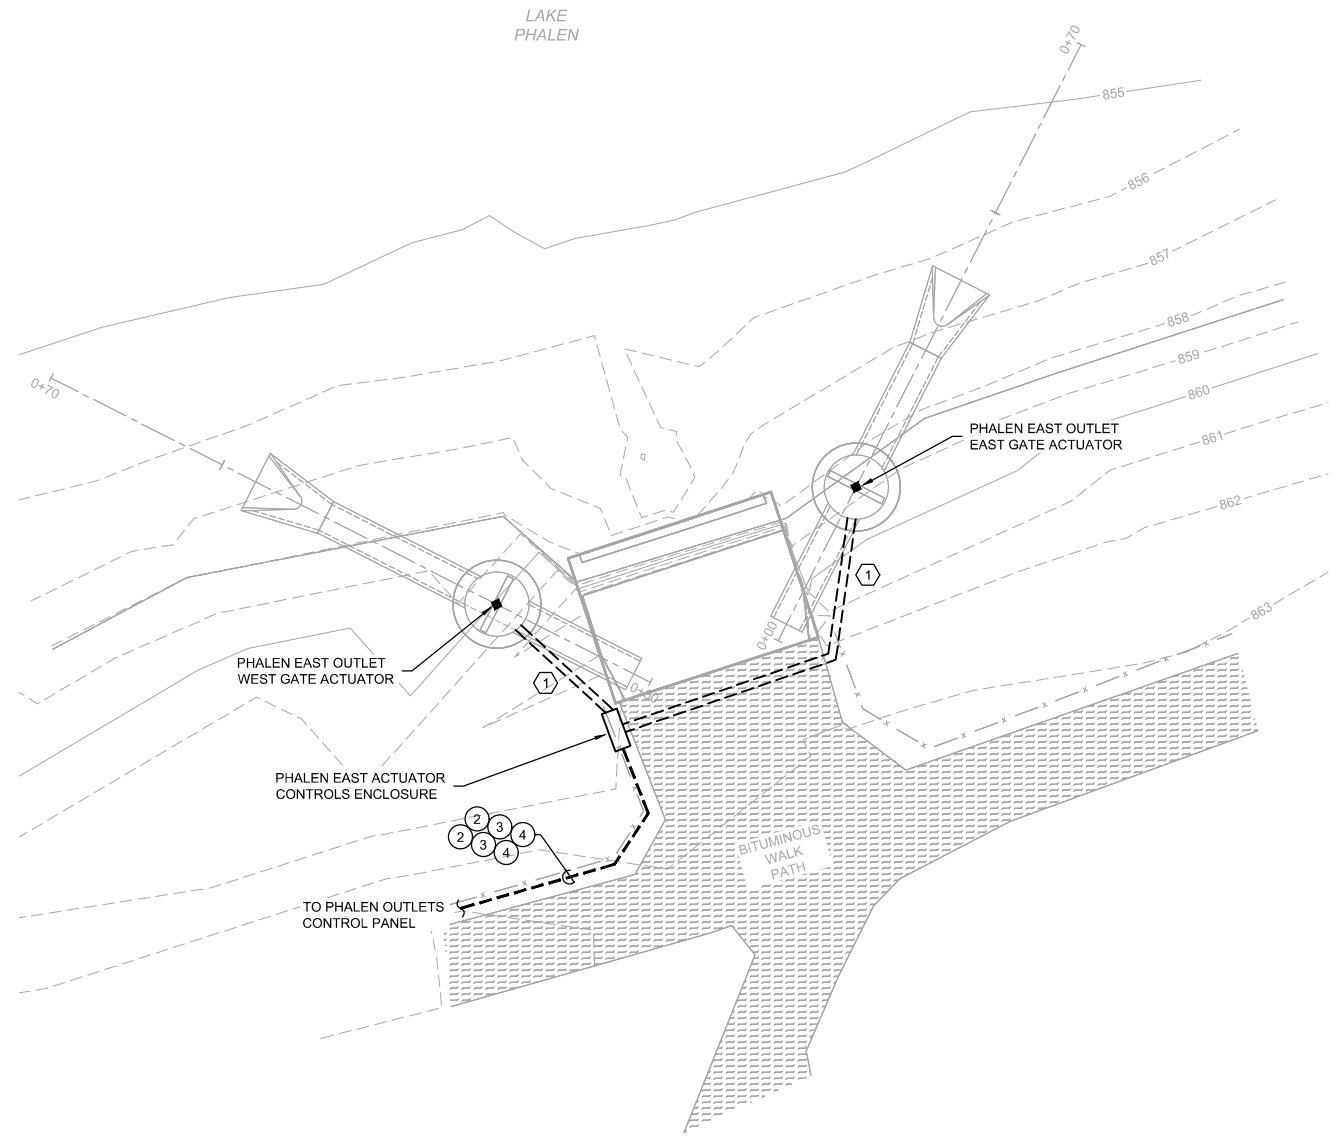 LAKE
PHALEN
0+70
855
856
857
858
859
860
861
862
863
0+70
PHALEN EAST OUTLET
EAST GATE ACTUATOR
1
0+00
PHALEN EAST OUTLET
WEST GATE ACTUATOR
1
PHALEN EAST ACTUATOR
CONTROLS ENCLOSURE
2 3 4
2 3 4
BITUMINOUS
WALK
PATH
TO PHALEN OUTLETS
CONTROL PANEL